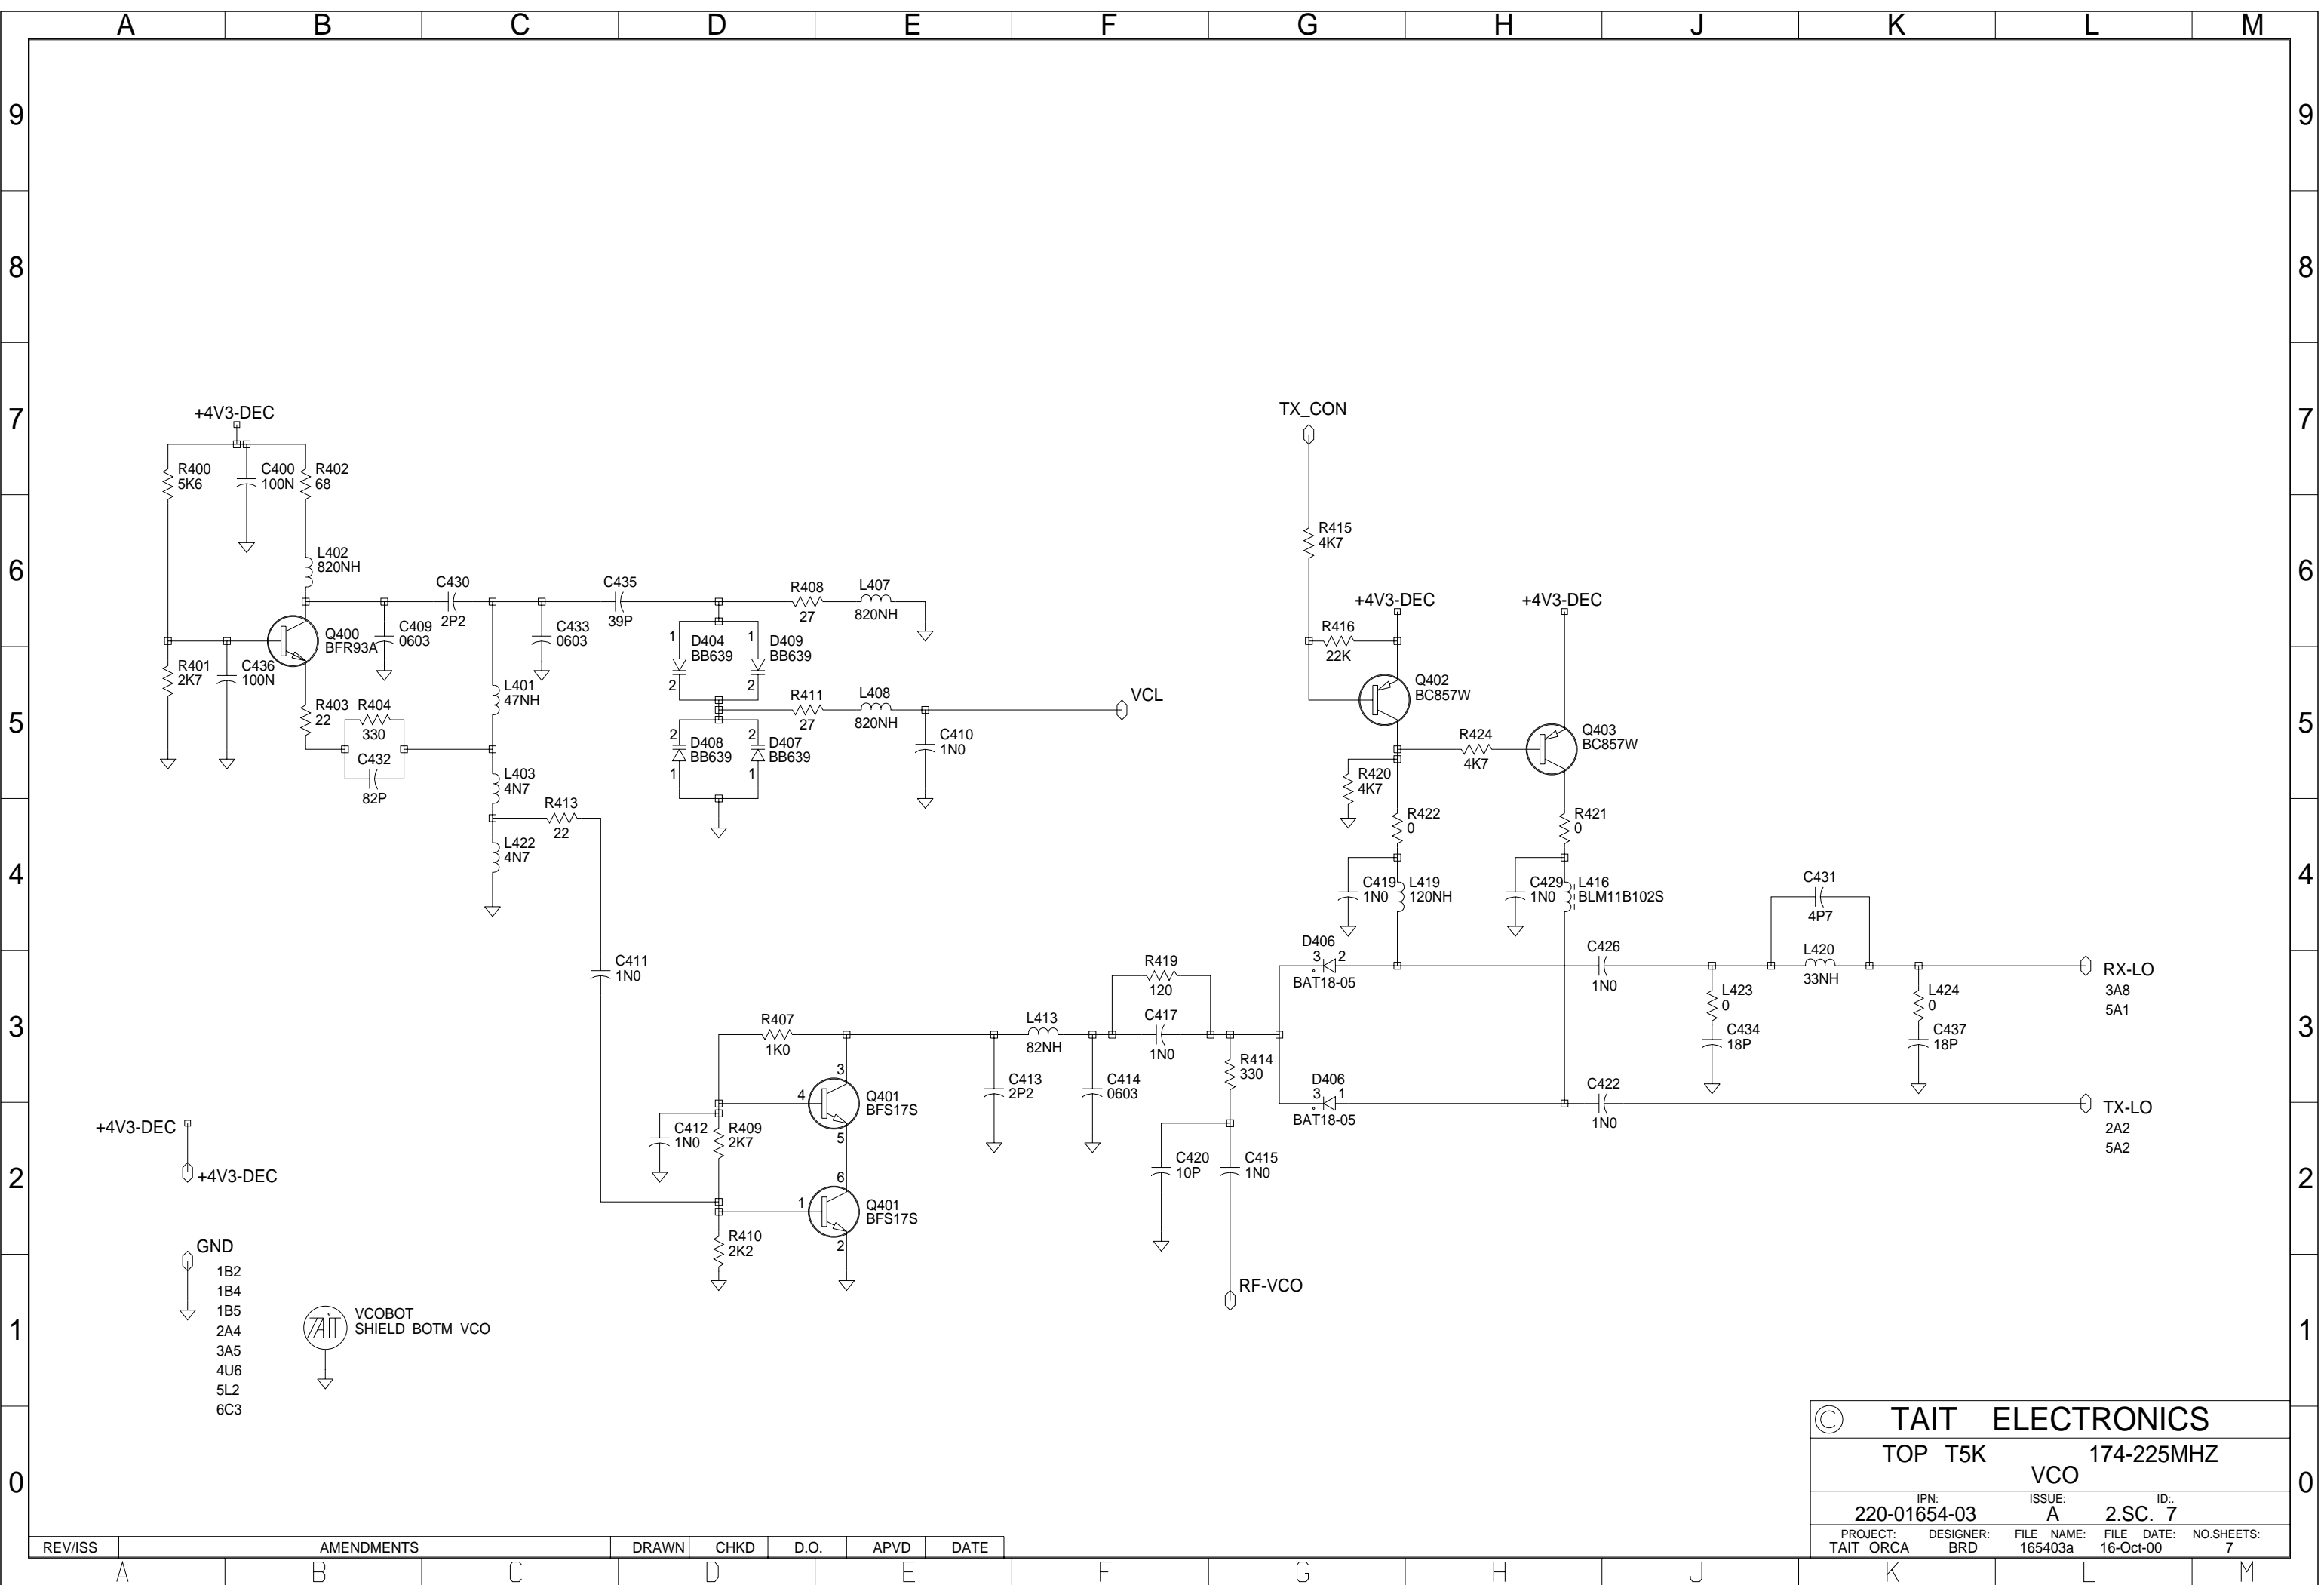 A B C D E F G H J K L M
9 9
8 8
7 7
6 6
5 5
4 4
3 3
2 2
1 1
0 0
+4V3-DEC
R400
5K6
C400
100N
R402
68
L402
820NH
Q400
BFR93A
R401
2K7
C436
100N
C409
0603
R403
22
R404
330
C432
82P
C430
2P2
C433
0603
L401
47NH
L403
4N7
L422
4N7
R413
22
C435
39P
1
D404
BB639
2
1
D409
BB639
2
2
D408
BB639
1
2
D407
BB639
1
R408
27
L407
820NH
R411
27
L408
820NH
C410
1N0
VCL
C411
1N0
R407
1K0
C412
1N0
R409
2K7
R410
2K2
3
4
5
Q401
BFS17S
6
1
2
Q401
BFS17S
L413
82NH
C413
2P2
C414
0603
R419
120
C417
1N0
R414
330
C420
10P
C415
1N0
RF-VCO
TX_CON
R415
4K7
+4V3-DEC
R416
22K
Q402
BC857W
R424
4K7
R420
4K7
R422
0
C419
1N0
L419
120NH
+4V3-DEC
Q403
BC857W
R421
0
C429
1N0
L416
BLM11B102S
D406
3 2
BAT18-05
D406
3 1
BAT18-05
C426
1N0
C422
1N0
L423
0
C434
18P
C431
4P7
L420
33NH
L424
0
C437
18P
RX-LO
3A8
5A1
TX-LO
2A2
5A2
+4V3-DEC
+4V3-DEC
GND
1B2
1B4
1B5
2A4
3A5
4U6
5L2
6C3
TAIT
VCOBOT
SHIELD BOTM VCO
© TAIT ELECTRONICS
TOP T5K 174-225MHZ
VCO
IPN: ISSUE: ID:.
220-01654-03 A 2.SC. 7
PROJECT: DESIGNER: FILE NAME: FILE DATE: NO.SHEETS:
TAIT ORCA BRD 165403a 16-Oct-00 7
REV/ISS AMENDMENTS DRAWN CHKD D.O. APVD DATE
A B C D E F G H J K L M